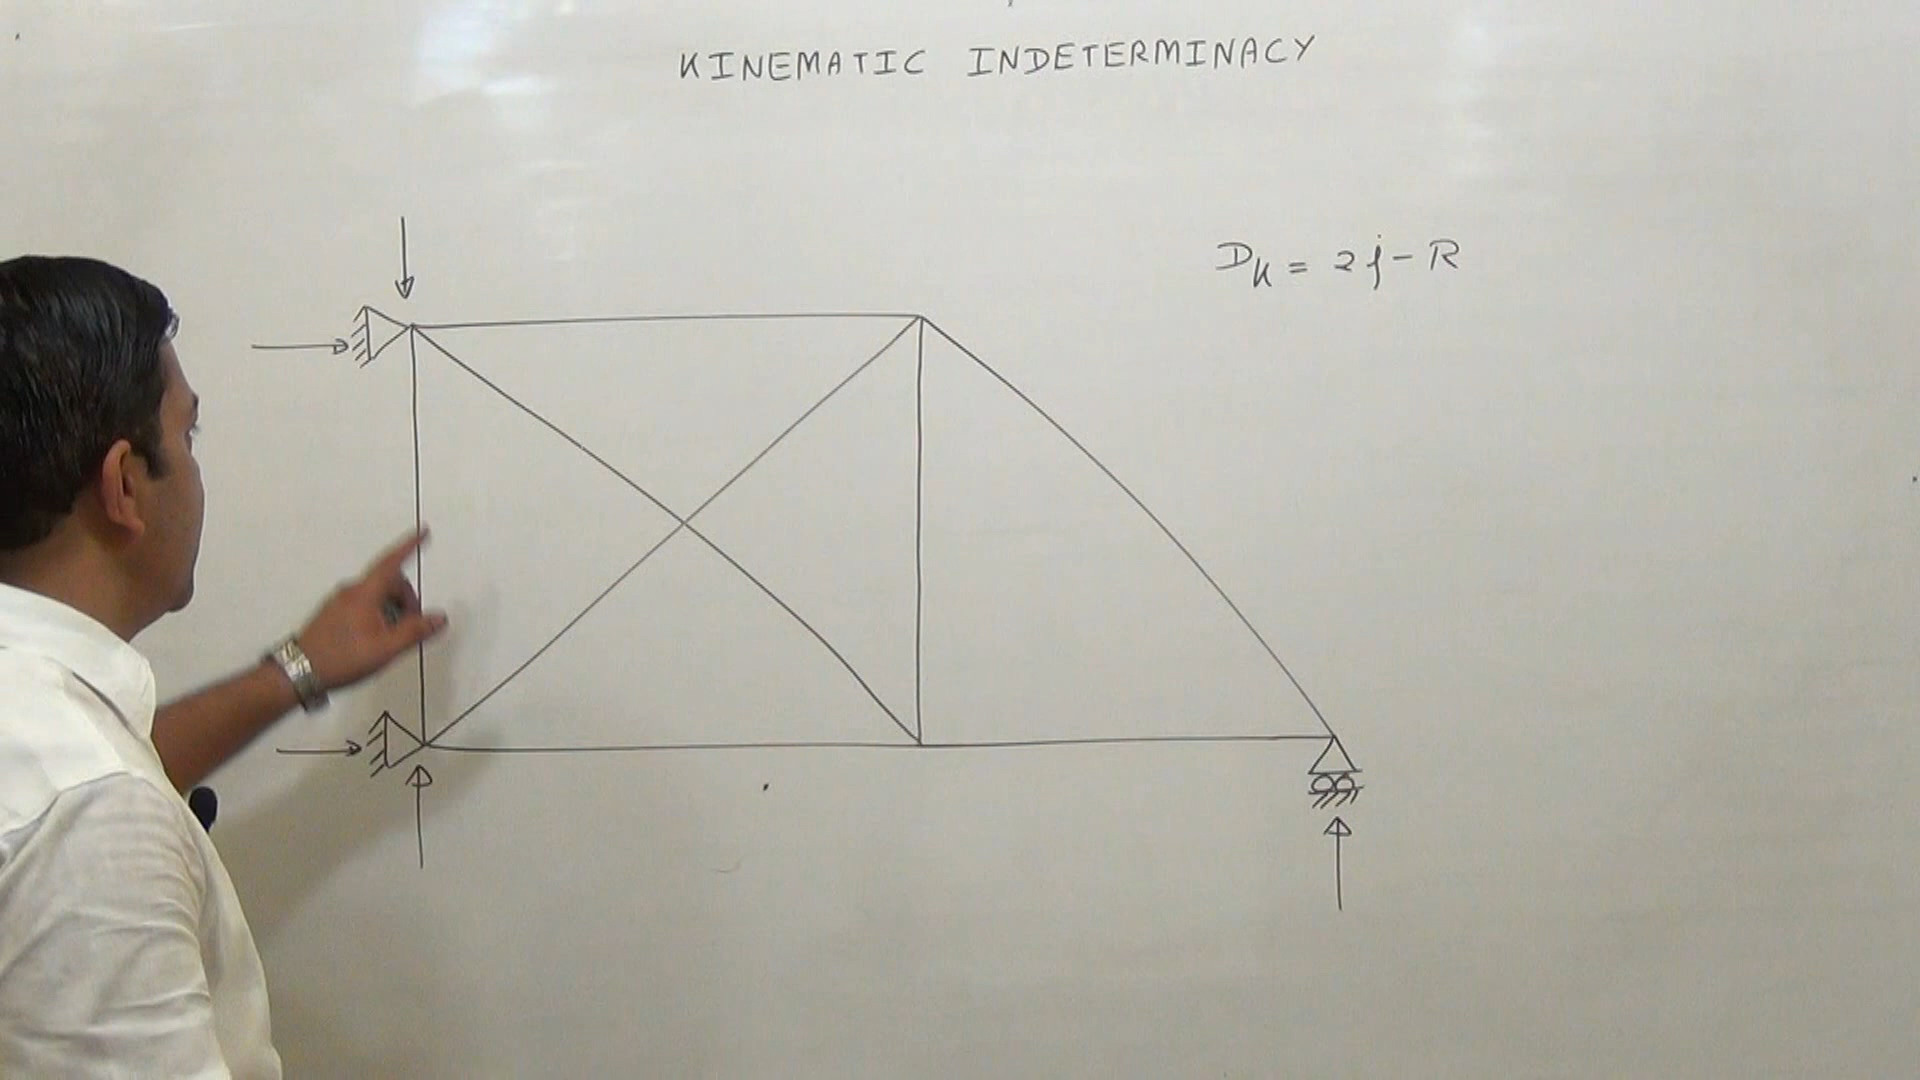 KINEMATIC INDETERMINACY
Dk = 2j - R